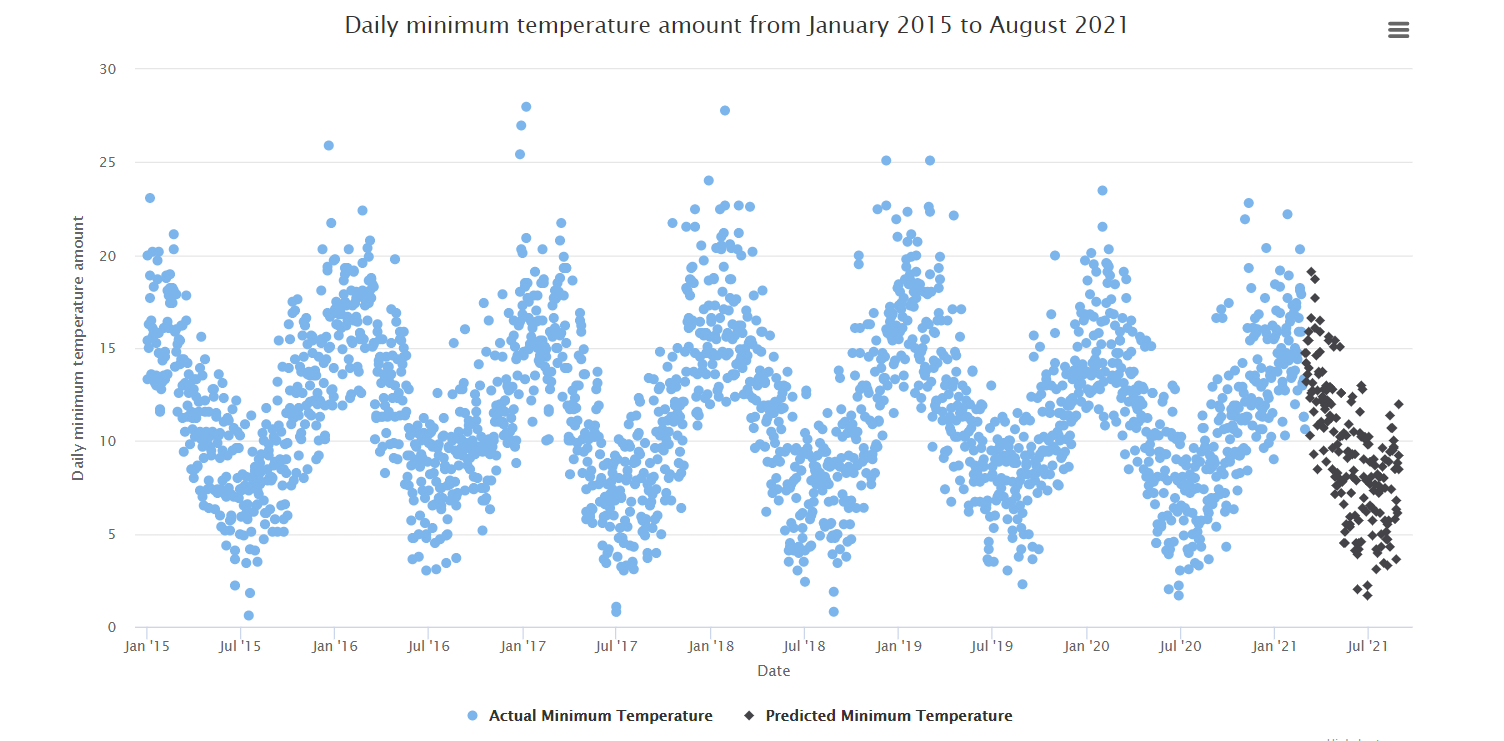 Daily minimum temperature amount from January 2015 to August 2021
30
25
20
15
10
5
0
Daily minimum temperature amount
Jan '15 Jul '15 Jan '16 Jul '16 Jan '17 Jul '17 Jan '18 Jul '18 Jan '19 Jul '19 Jan '20 Jul '20 Jan '21 Jul '21
Date
Actual Minimum Temperature Predicted Minimum Temperature